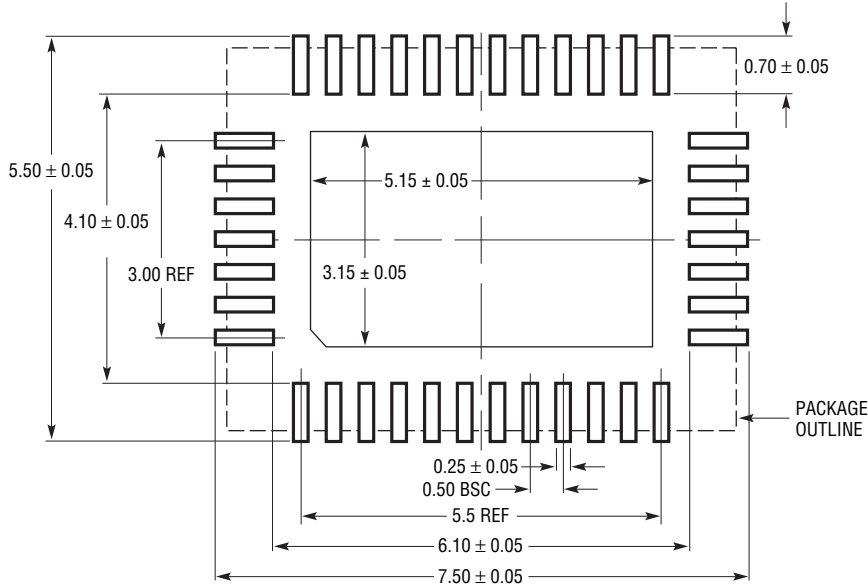 0.70 ± 0.05
5.50 ± 0.05
5.15 ± 0.05
4.10 ± 0.05
3.00 REF
3.15 ± 0.05
PACKAGE
OUTLINE
0.25 ± 0.05
0.50 BSC
5.5 REF
6.10 ± 0.05
7.50 ± 0.05